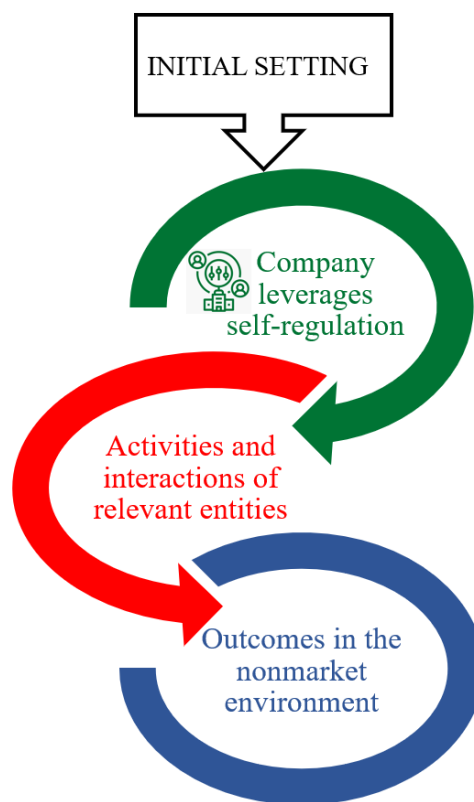 INITIAL SETTING
Company
leverages
self-regulation
Activities and
interactions of
relevant entities
Outcomes in the
nonmarket
environment